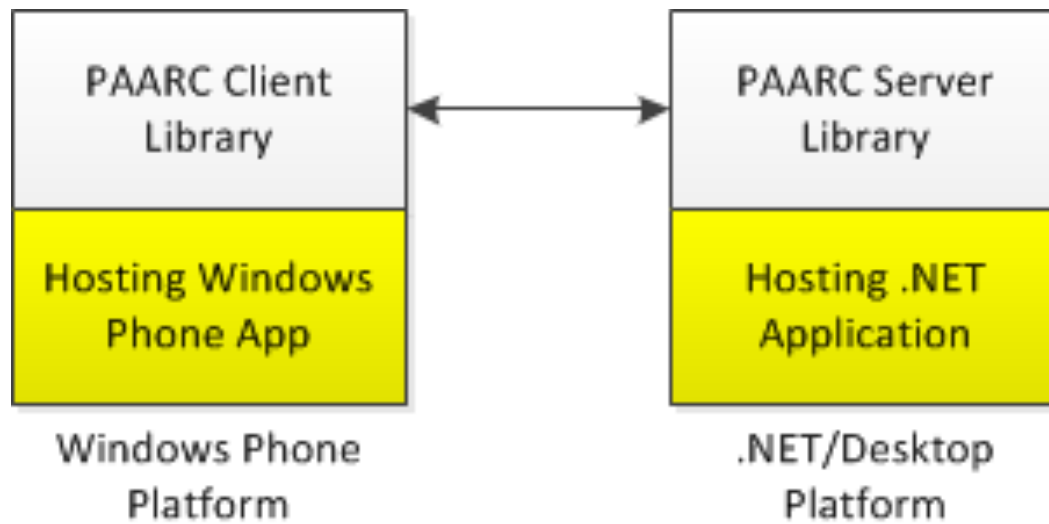 PAARC Client
Library
Hosting Windows
Phone App
Windows Phone
Platform
PAARC Server
Library
Hosting .NET
Application
.NET/Desktop
Platform